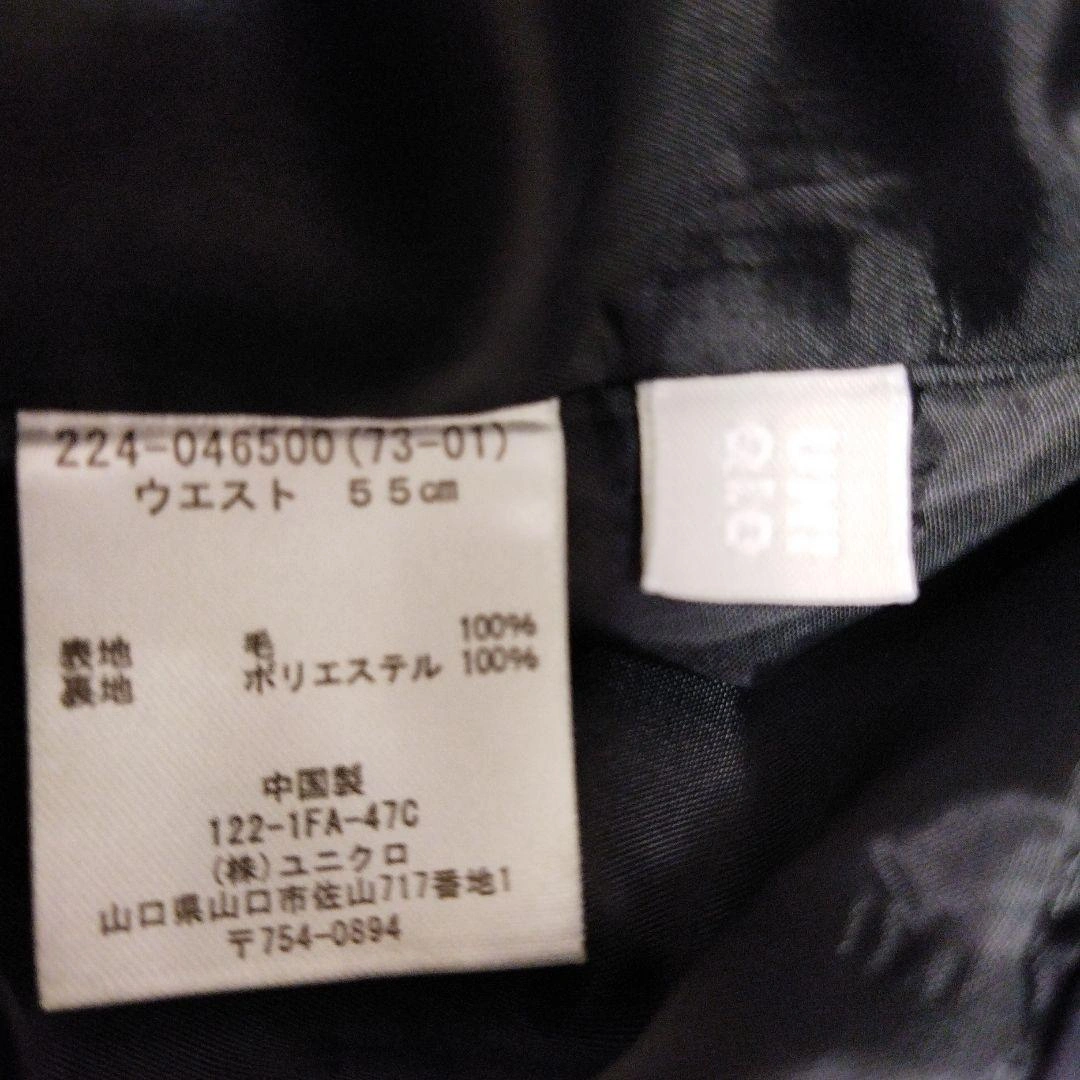 224-046500(73-01)
ウエスト 55cm
表地 毛 100%
裏地 ポリエステル 100%
中国製
122-1FA-47C
(株)ユニクロ
山口県山口市佐山717番地1
〒754-0894
UNI
QLO